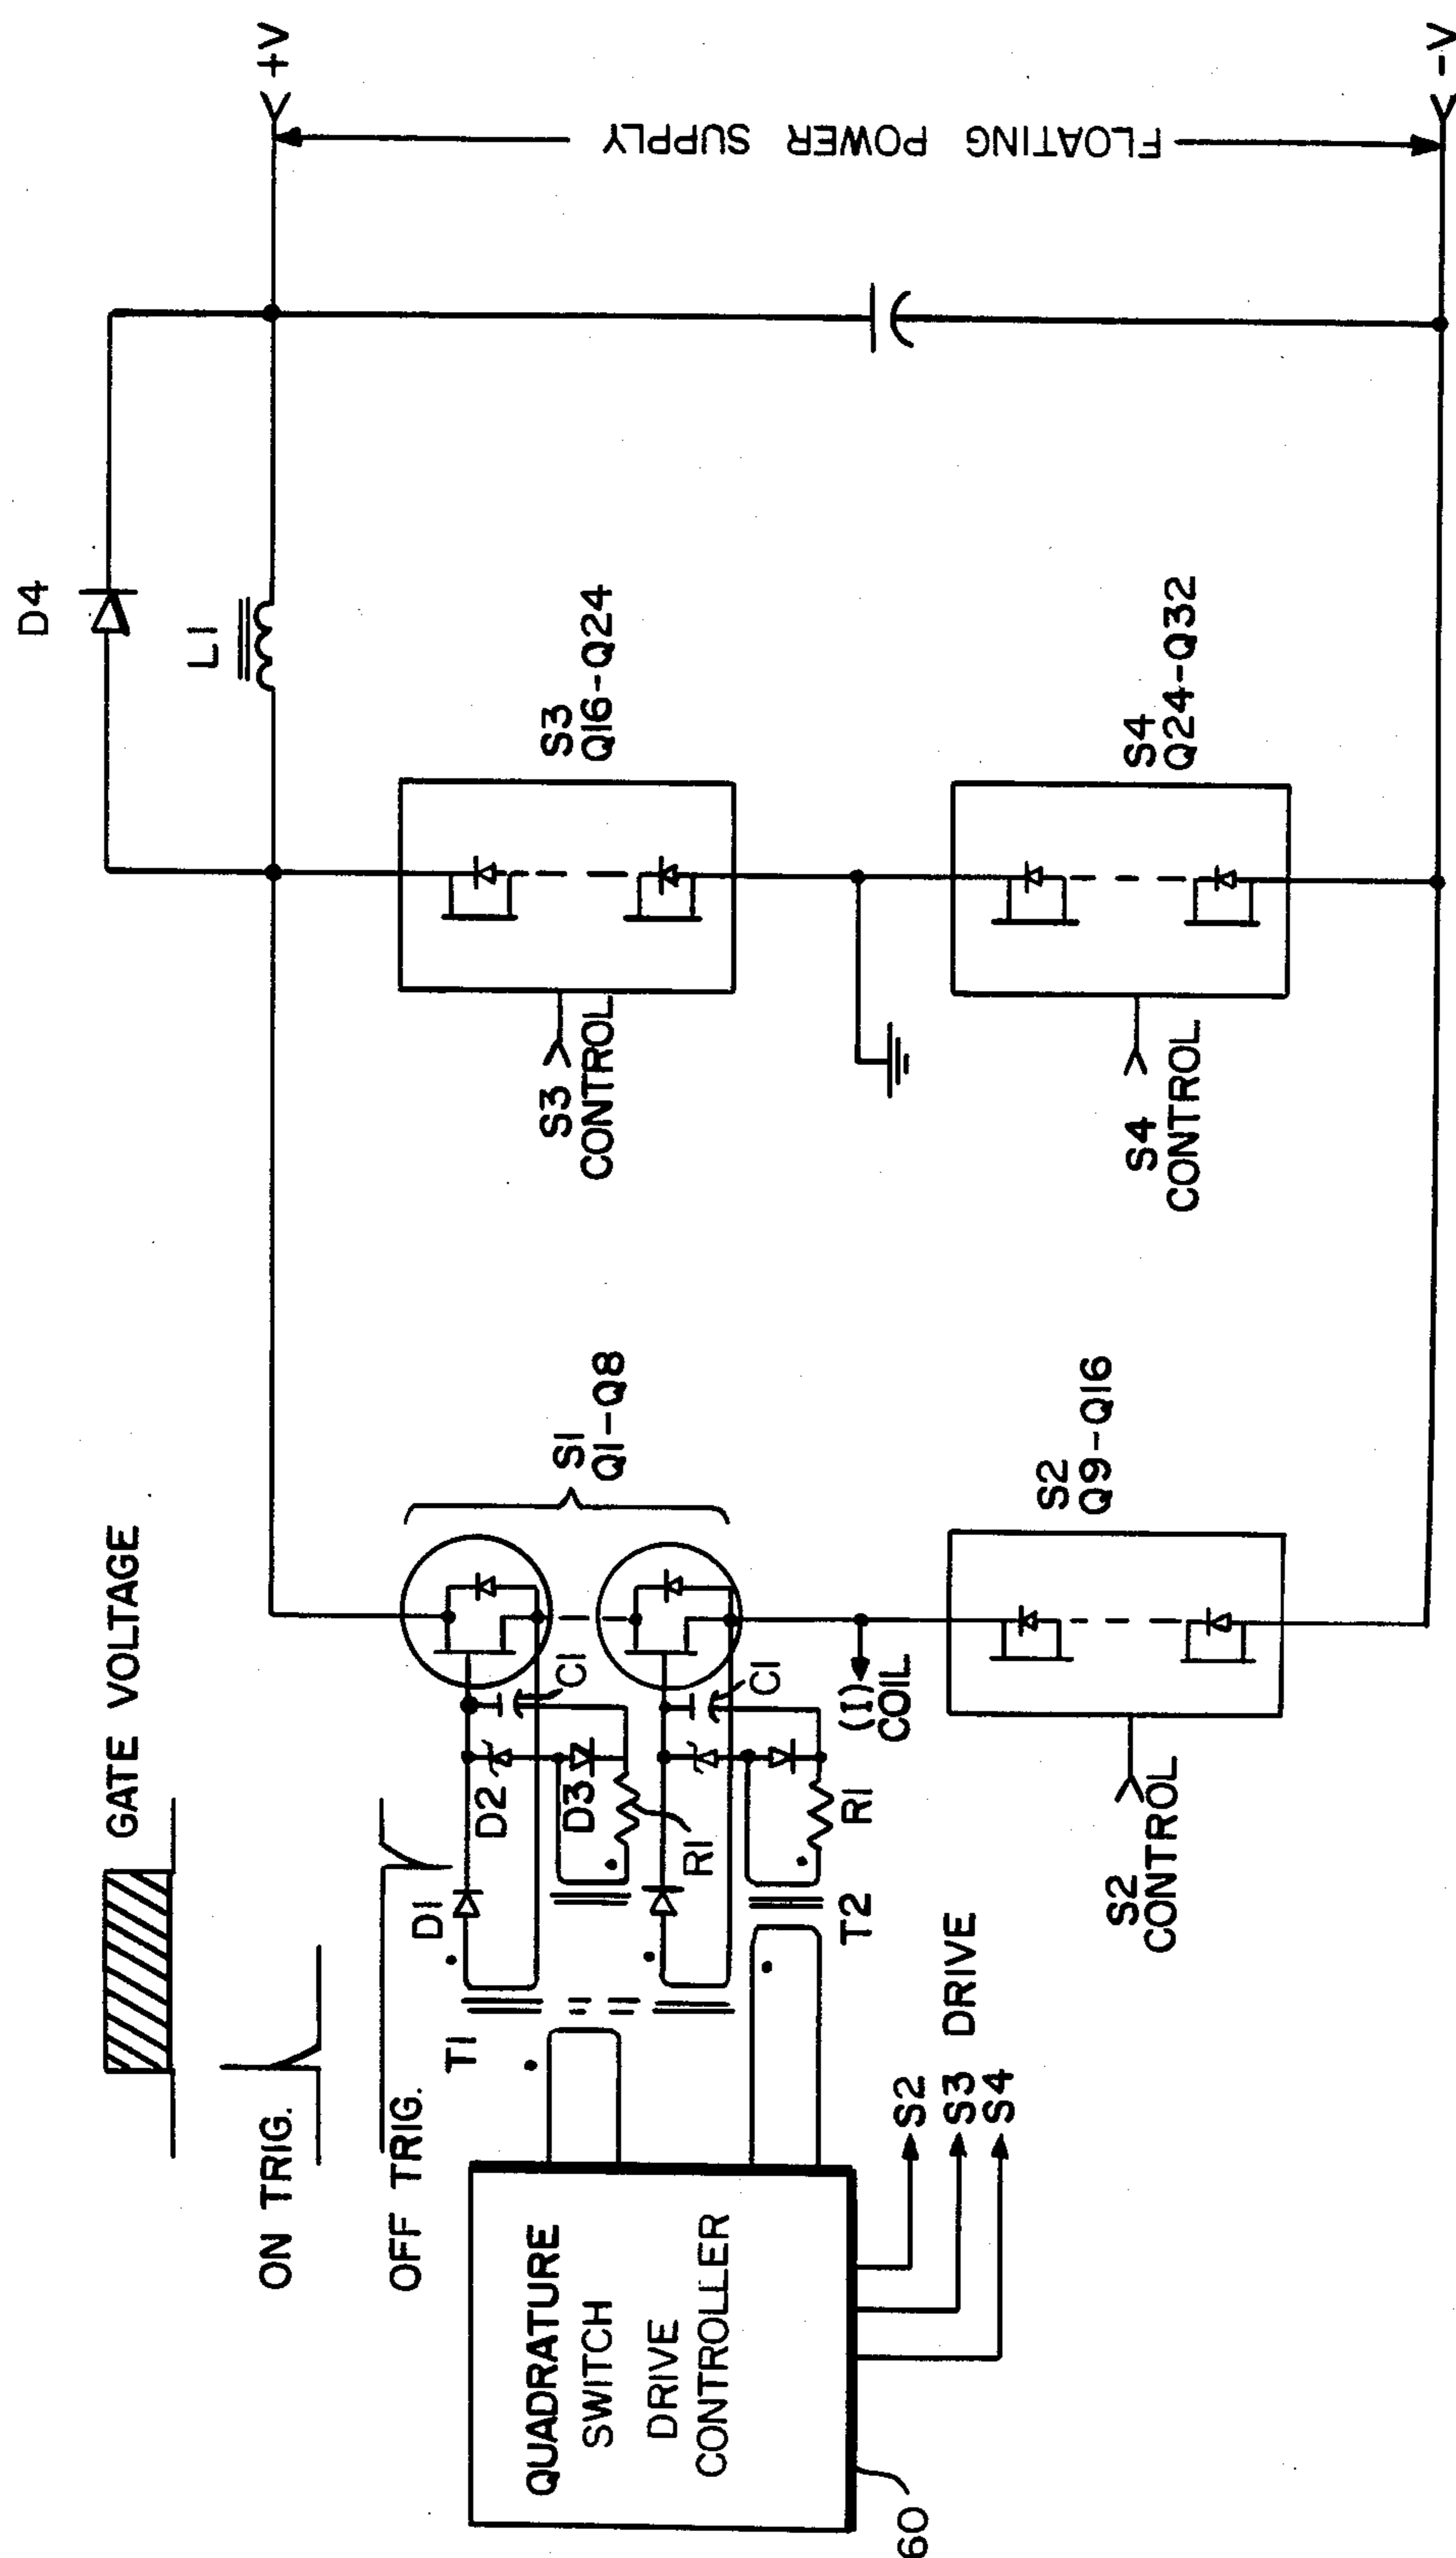 GATE VOLTAGE
ON TRIG.
OFF TRIG.
QUADRATURE
SWITCH
DRIVE
CONTROLLER
60
T1
D1
D2
D3
C1
R1
C1
R1
T2
S2
S3 DRIVE
S4
S1
Q1-Q8
(I)
COIL
S2
Q9-Q16
S2
CONTROL
S3
CONTROL
S3
Q16-Q24
S4
CONTROL
S4
Q24-Q32
D4
L1
+V
FLOATING POWER SUPPLY
-V